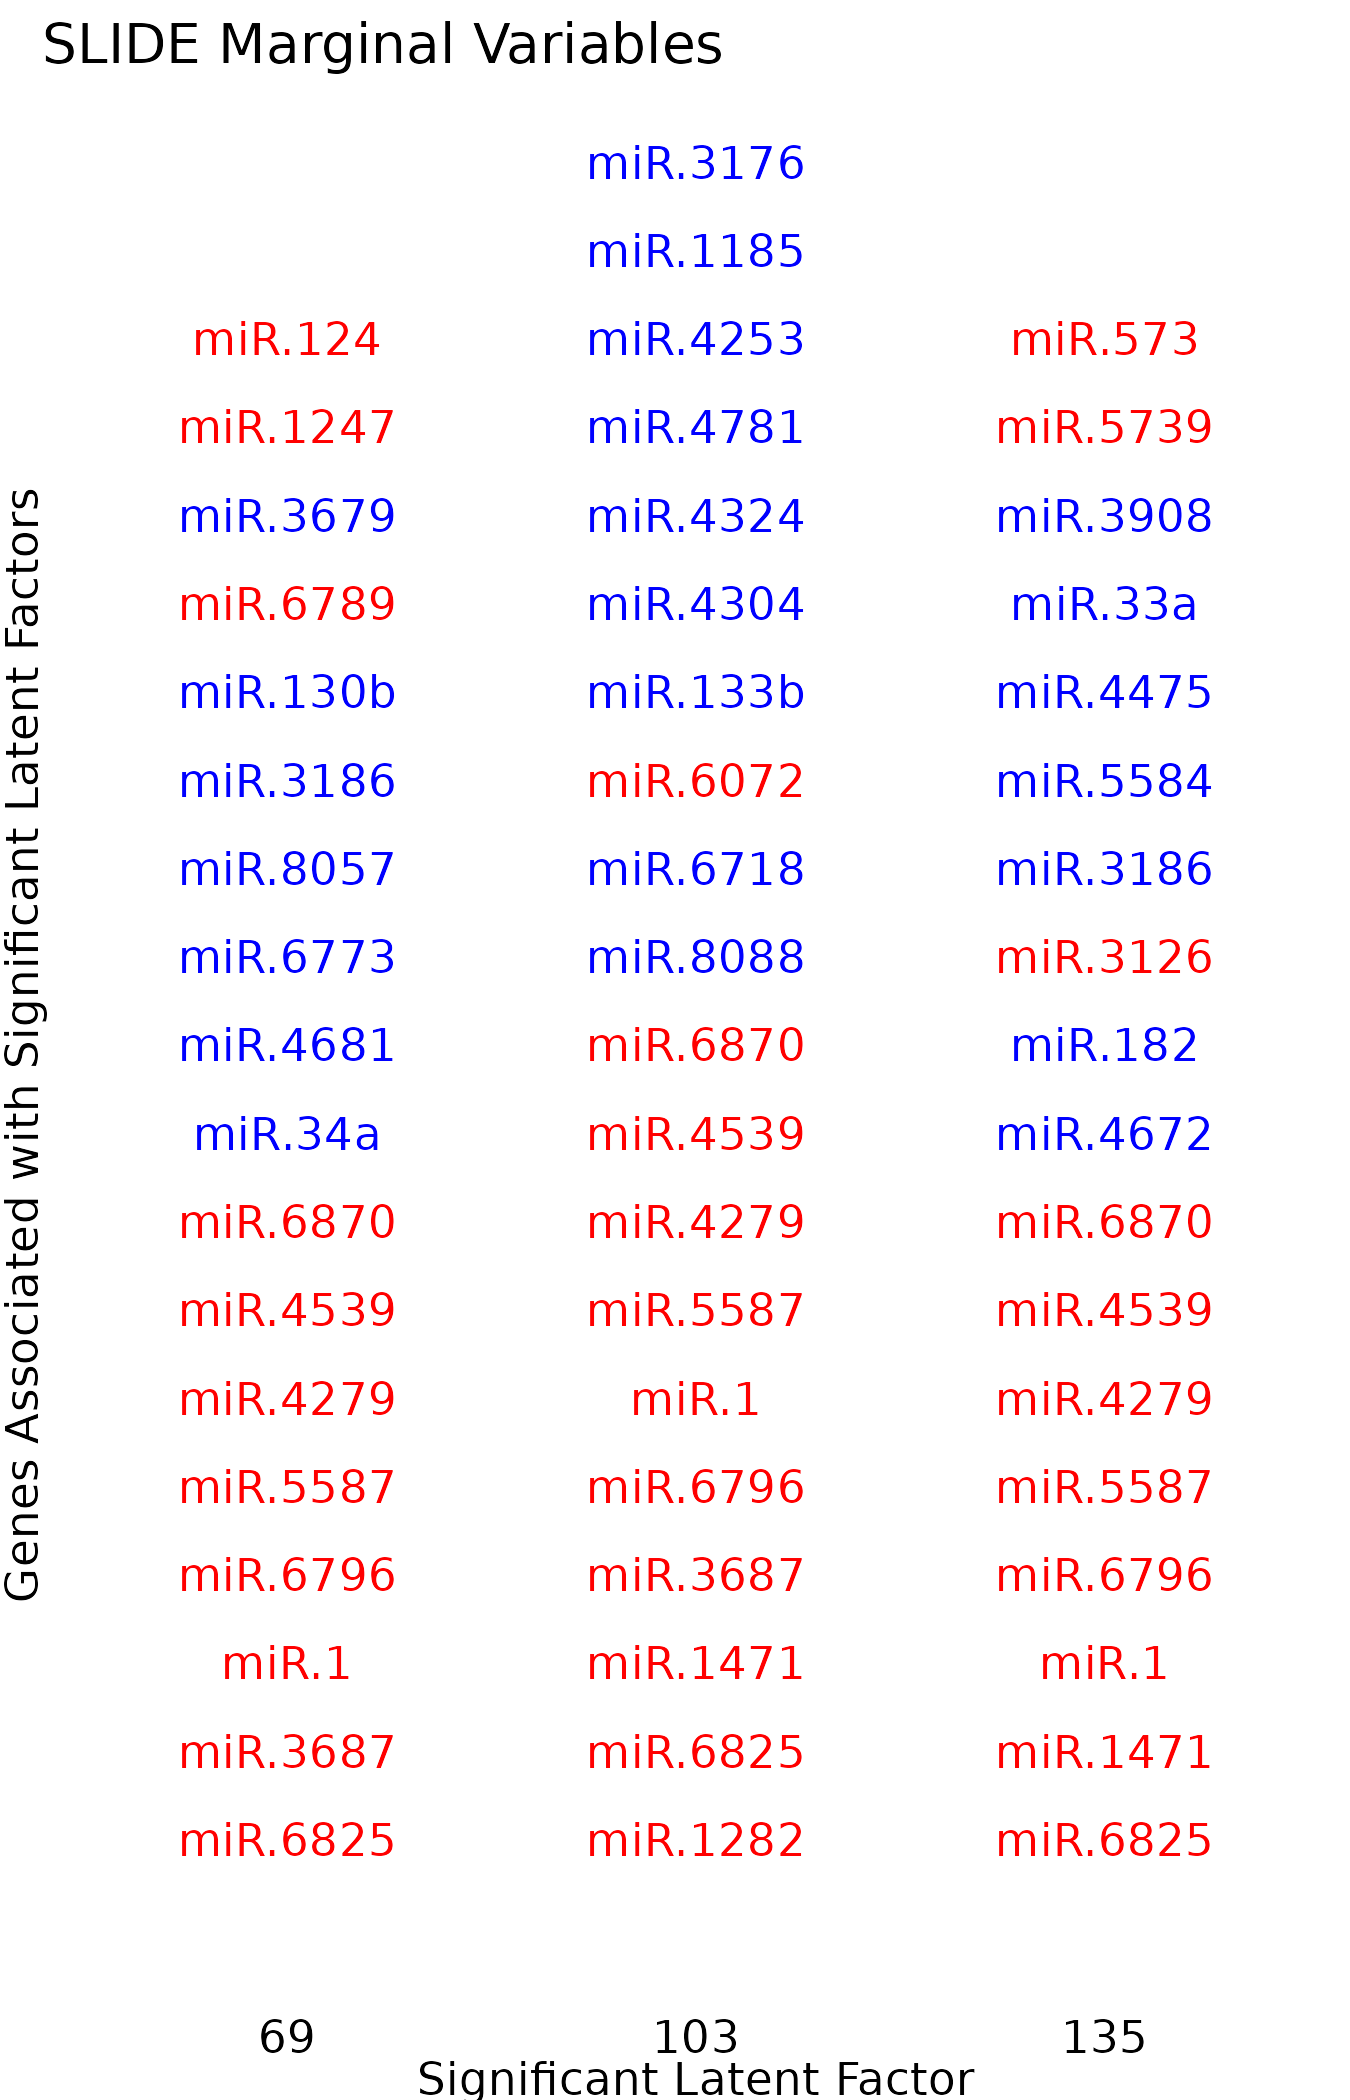 SLIDE Marginal Variables
miR.3176
miR.1185
miR.124 miR.4253 miR.573
miR.1247 miR.4781 miR.5739
miR.3679 miR.4324 miR.3908
miR.6789 miR.4304 miR.33a
miR.130b miR.133b miR.4475
miR.3186 miR.6072 miR.5584
miR.8057 miR.6718 miR.3186
miR.6773 miR.8088 miR.3126
miR.4681 miR.6870 miR.182
miR.34a miR.4539 miR.4672
miR.6870 miR.4279 miR.6870
miR.4539 miR.5587 miR.4539
miR.4279 miR.1 miR.4279
miR.5587 miR.6796 miR.5587
miR.6796 miR.3687 miR.6796
miR.1 miR.1471 miR.1
miR.3687 miR.6825 miR.1471
miR.6825 miR.1282 miR.6825
Genes Associated with Significant Latent Factors
69 103 135
Significant Latent Factor